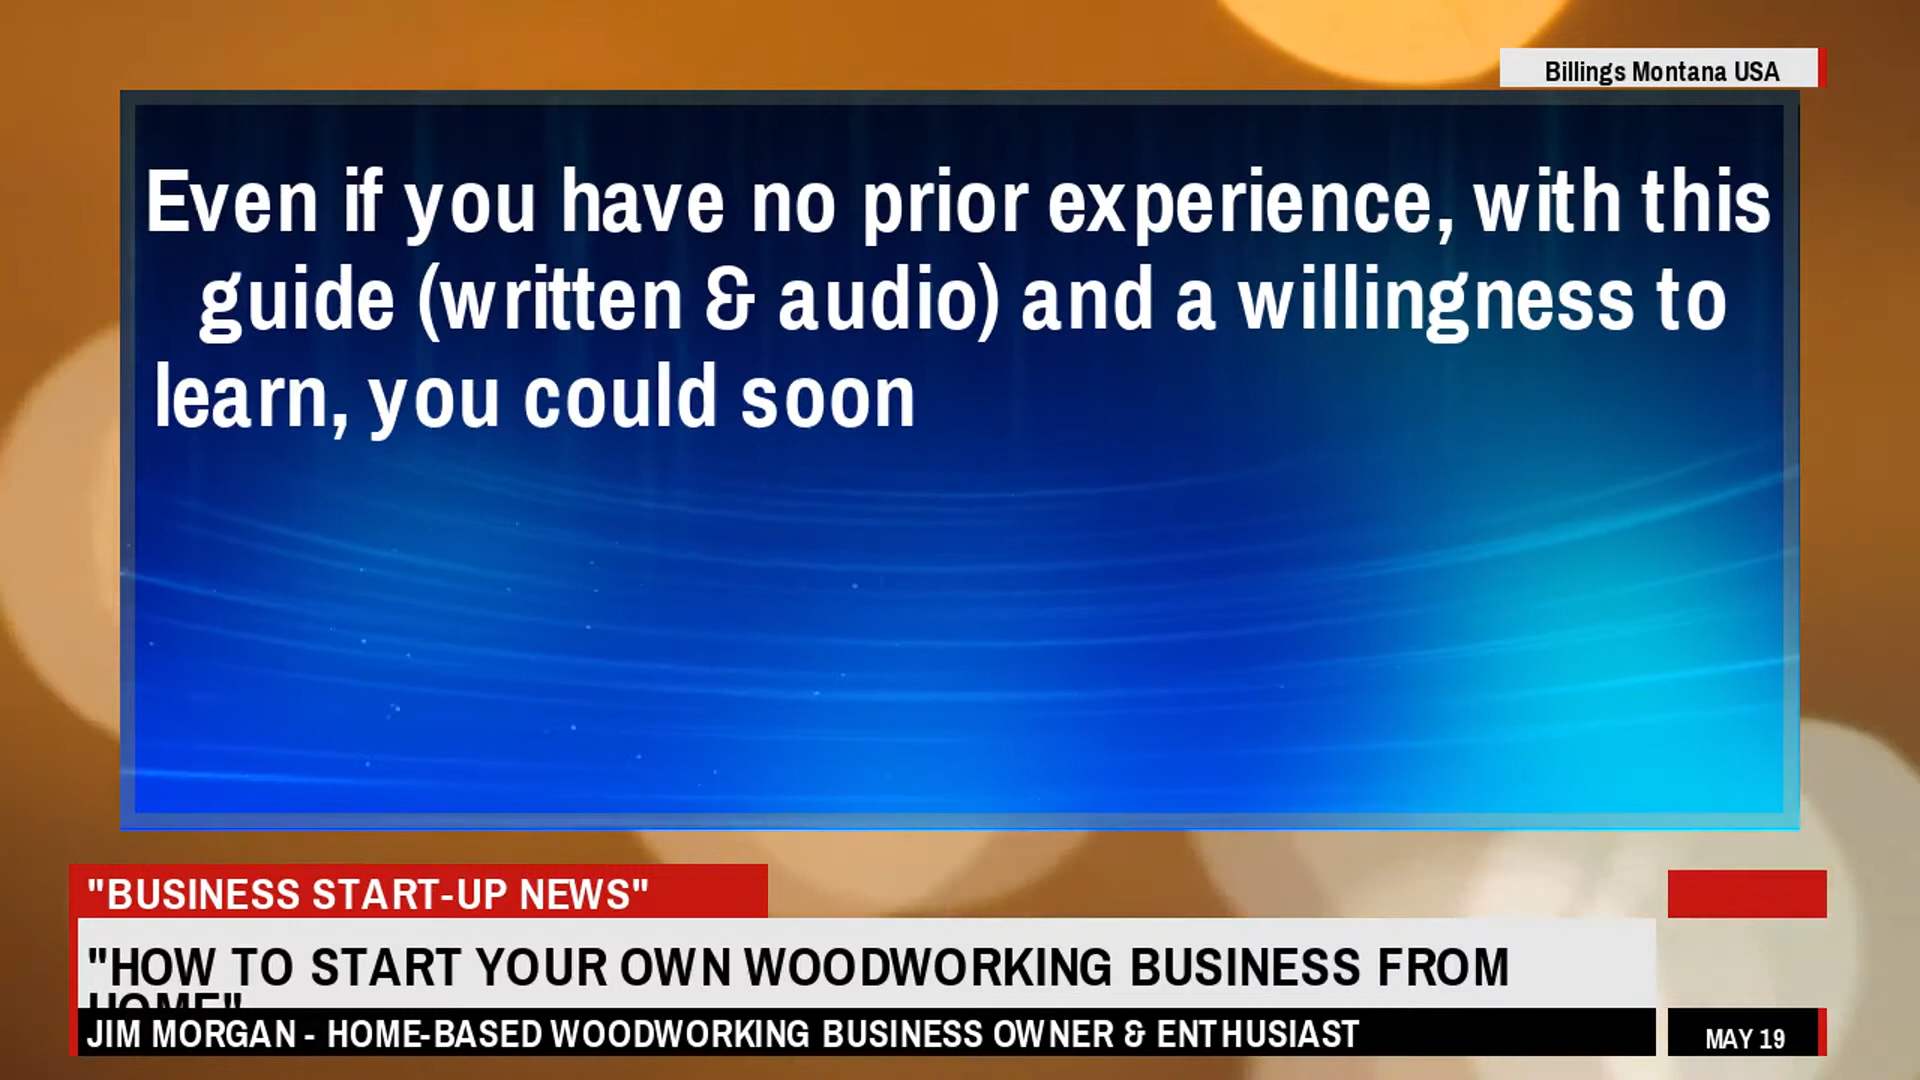 Billings Montana USA
Even if you have no prior experience, with this
guide (written & audio) and a willingness to
learn, you could soon
"BUSINESS START-UP NEWS"
"HOW TO START YOUR OWN WOODWORKING BUSINESS FROM
HOME"
JIM MORGAN - HOME-BASED WOODWORKING BUSINESS OWNER & ENTHUSIAST
MAY 19